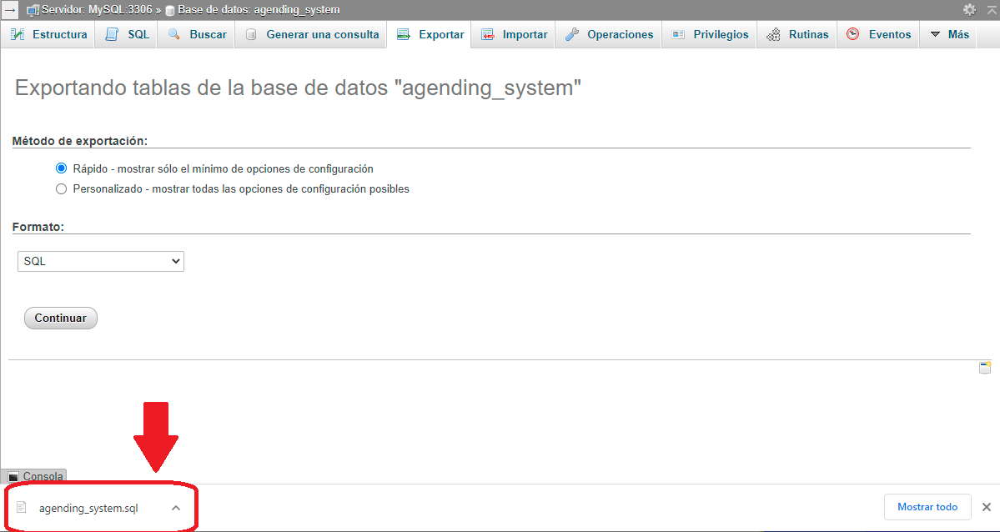 Servidor: MySQL:3306 » Base de datos: agending_system
Estructura SQL Buscar Generar una consulta Exportar Importar Operaciones Privilegios Rutinas Eventos Más
Exportando tablas de la base de datos "agending_system"
Método de exportación:
Rápido - mostrar sólo el mínimo de opciones de configuración
Personalizado - mostrar todas las opciones de configuración posibles
Formato:
SQL
Continuar
Consola
agending_system.sql
Mostrar todo